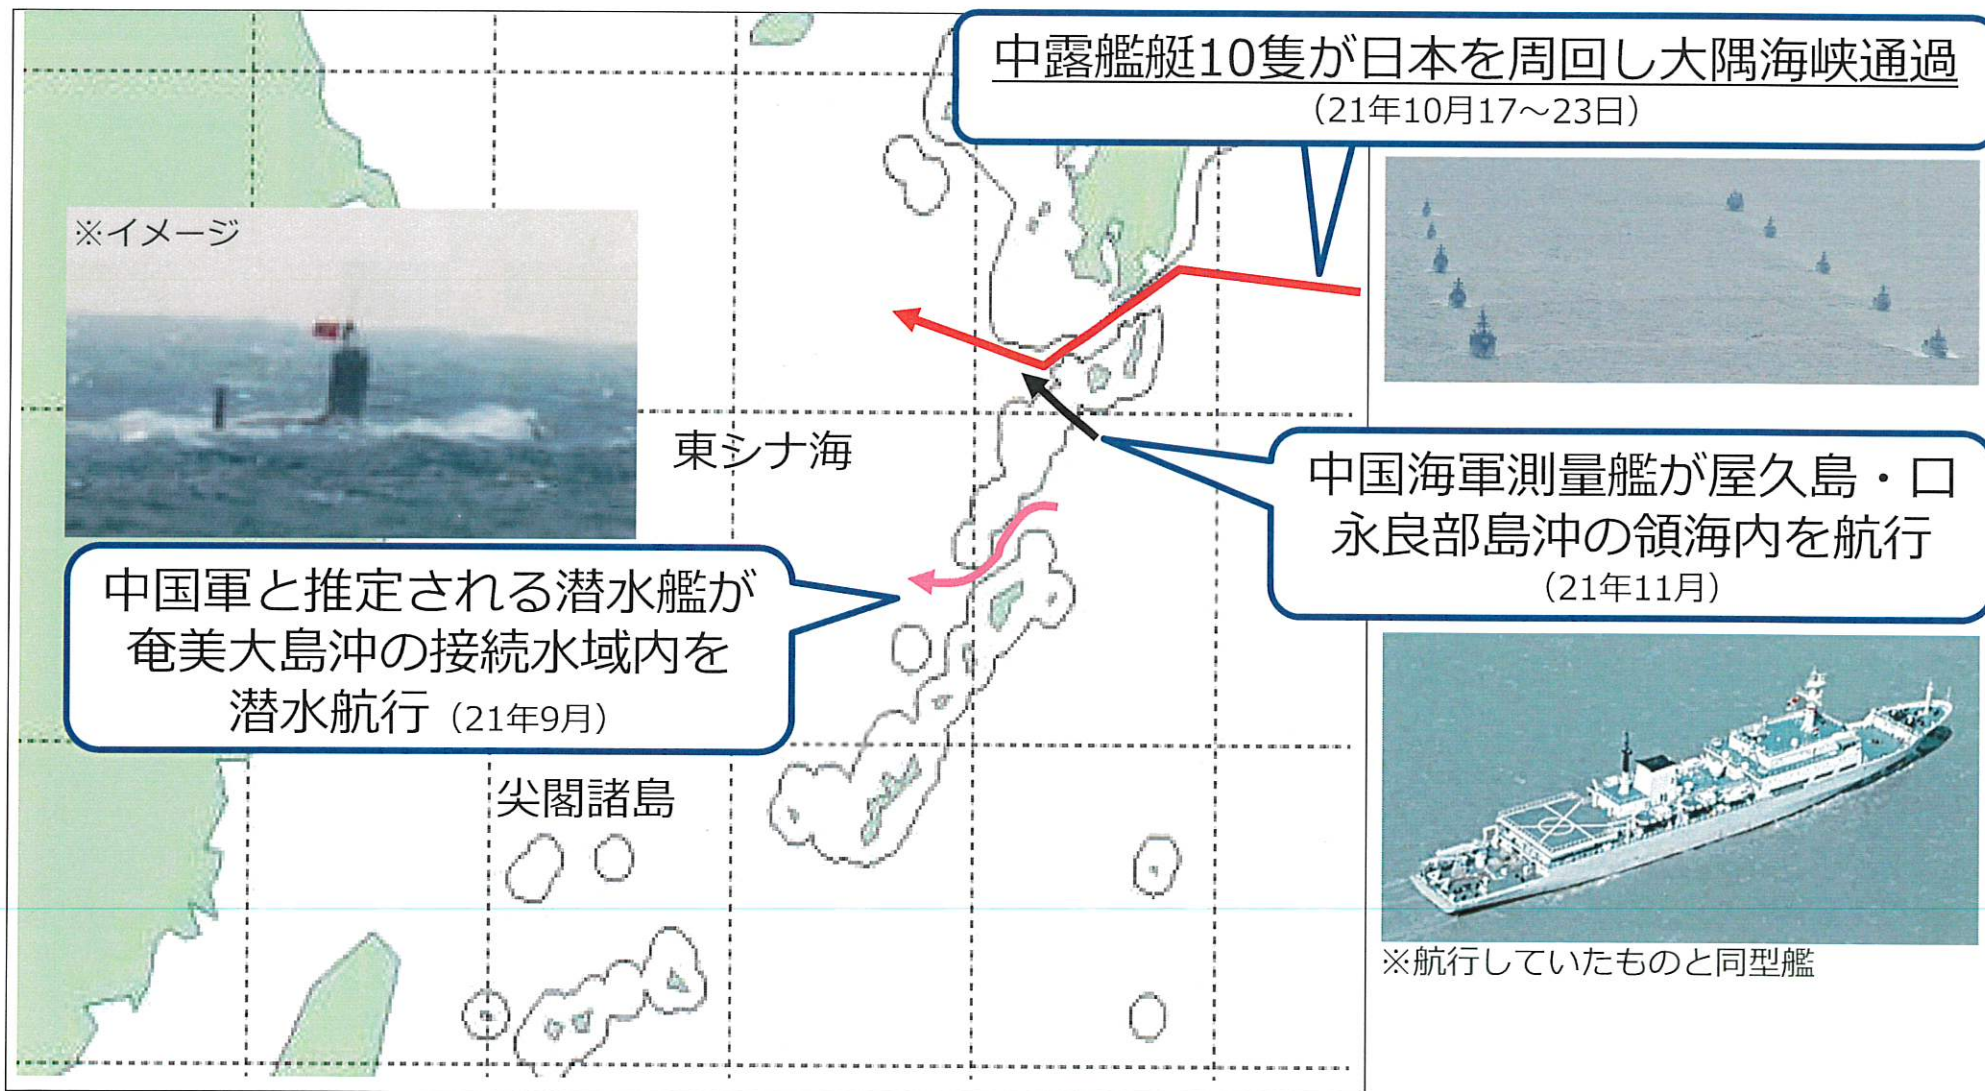 中露艦艇10隻が日本を周回し大隅海峡通過
（21年10月17～23日）
※イメージ
東シナ海
中国海軍測量艦が屋久島・口
永良部島沖の領海内を航行
（21年11月）
中国軍と推定される潜水艦が
奄美大島沖の接続水域内を
潜水航行（21年9月）
尖閣諸島
※航行していたものと同型艦